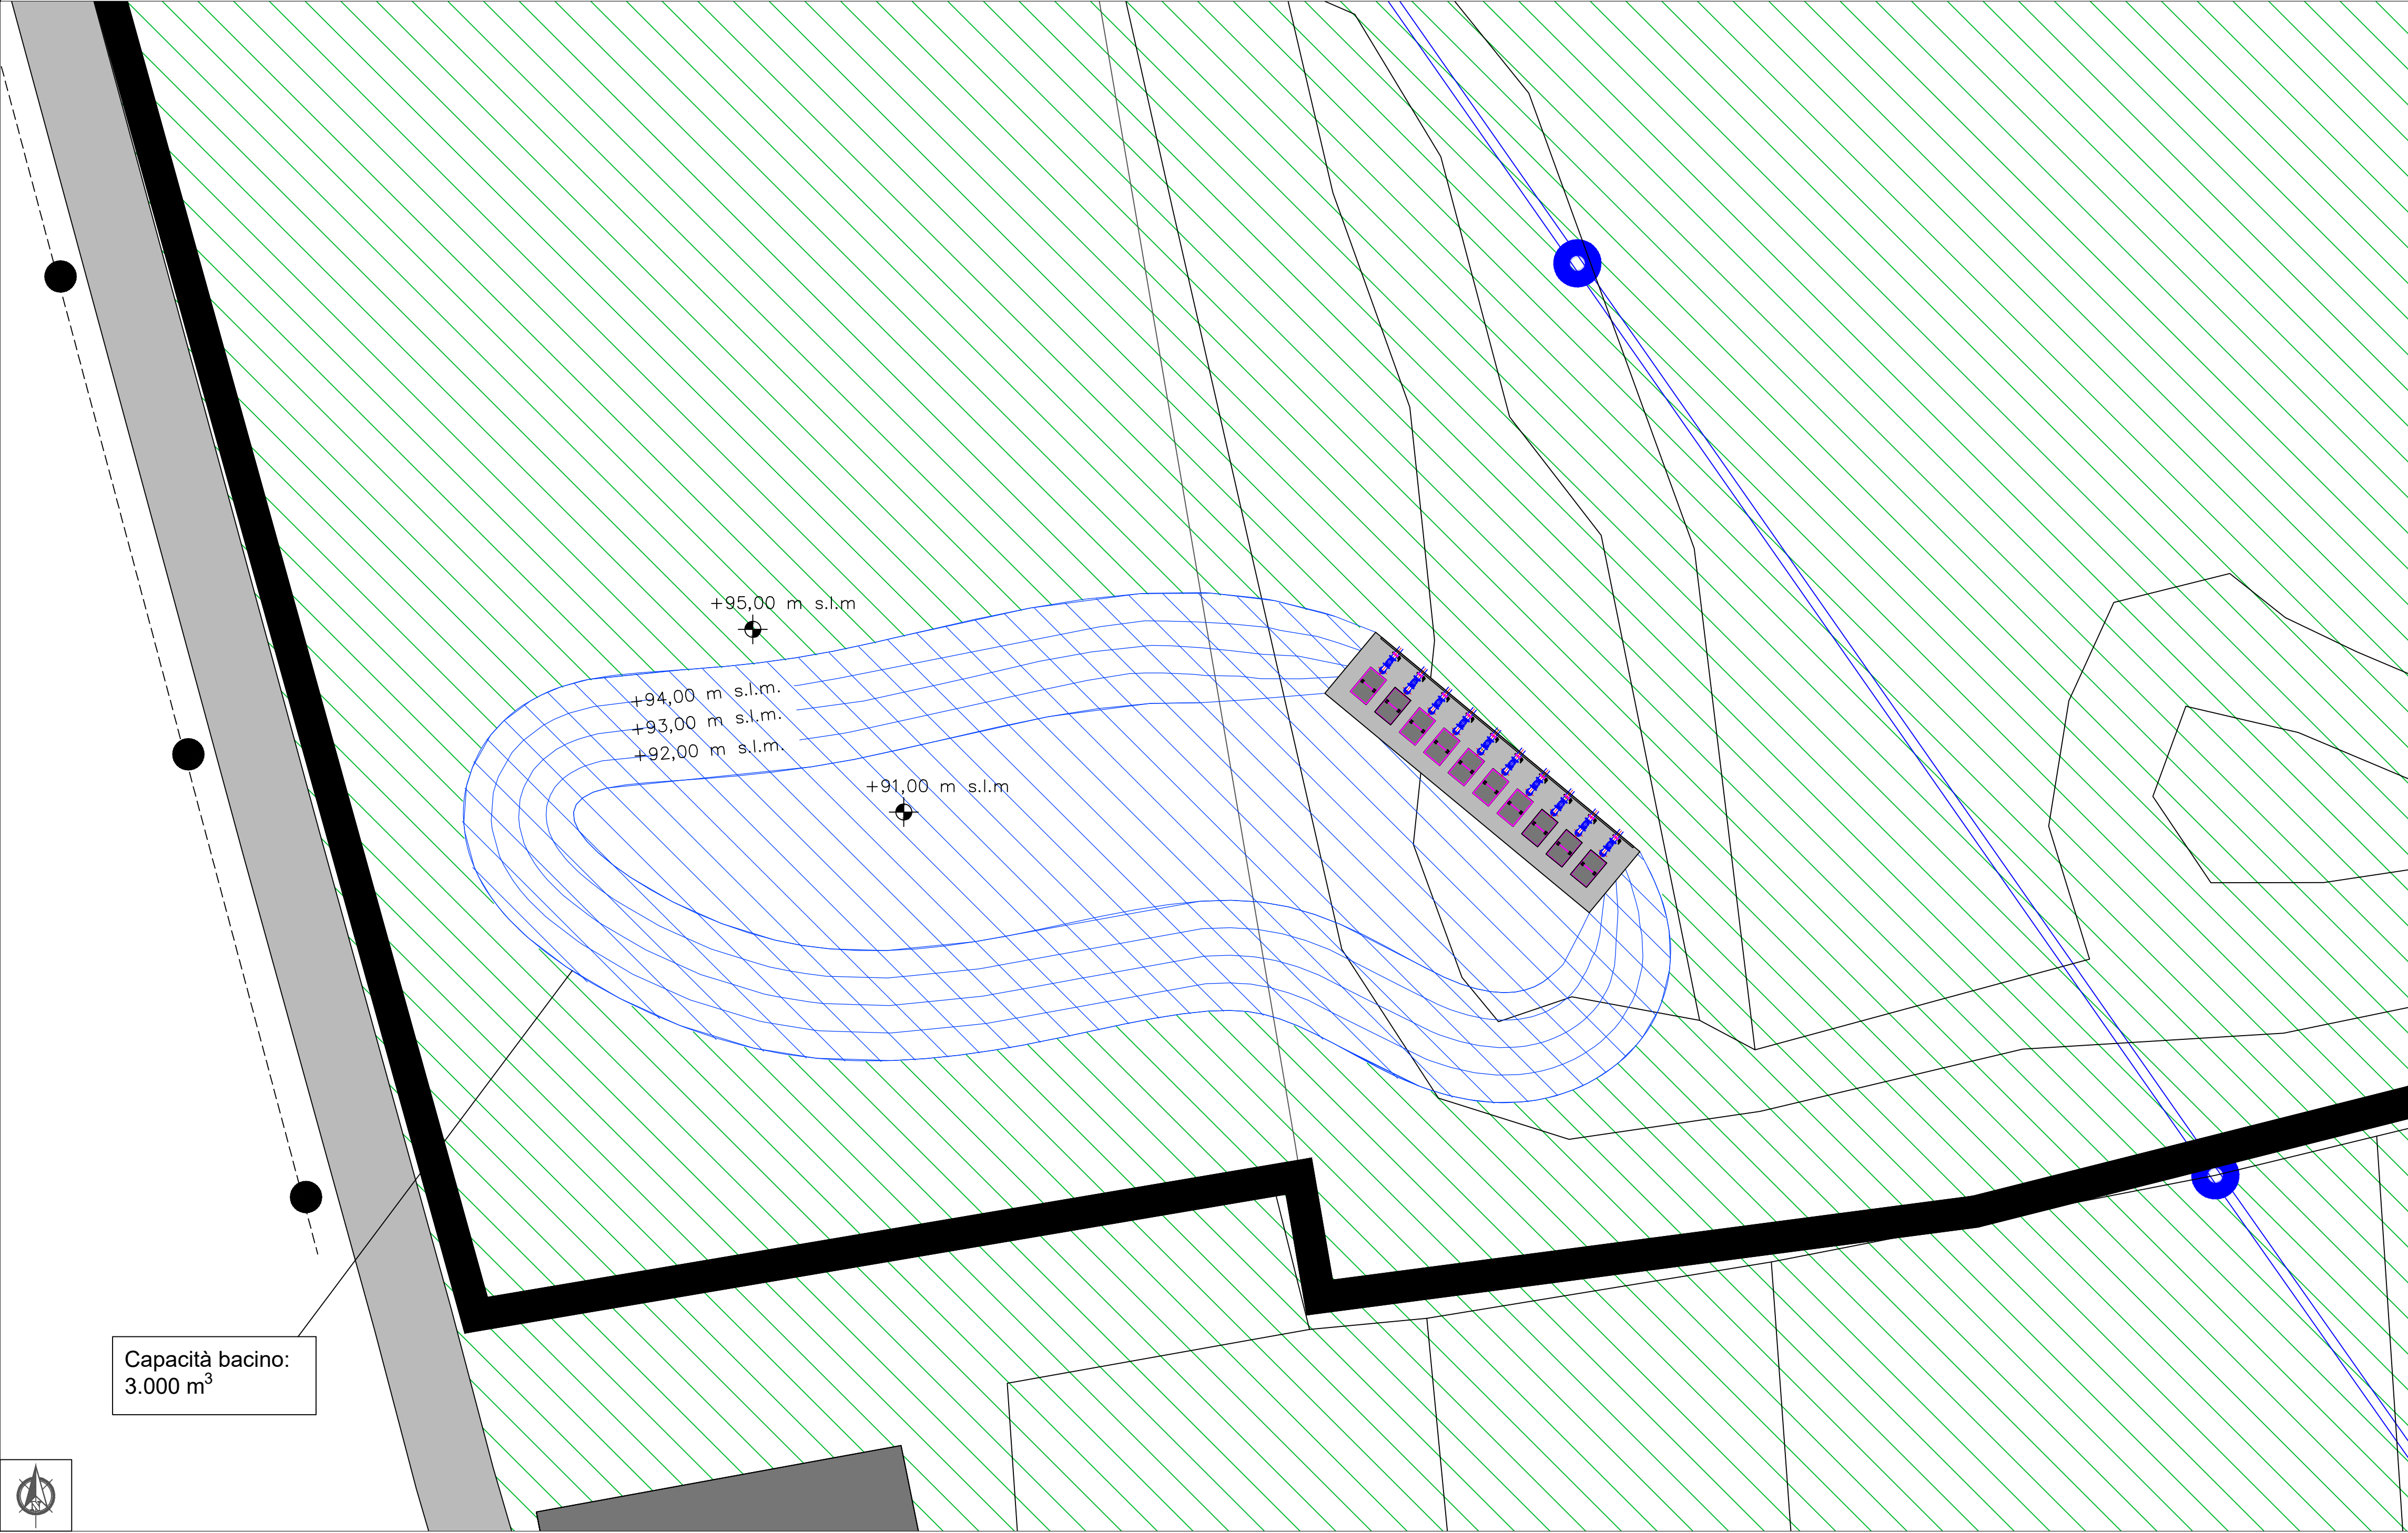 +95,00 m s.l.m
+94,00 m s.l.m.
+93,00 m s.l.m.
+92,00 m s.l.m.
+91,00 m s.l.m
Capacità bacino:
3.000 m³
N